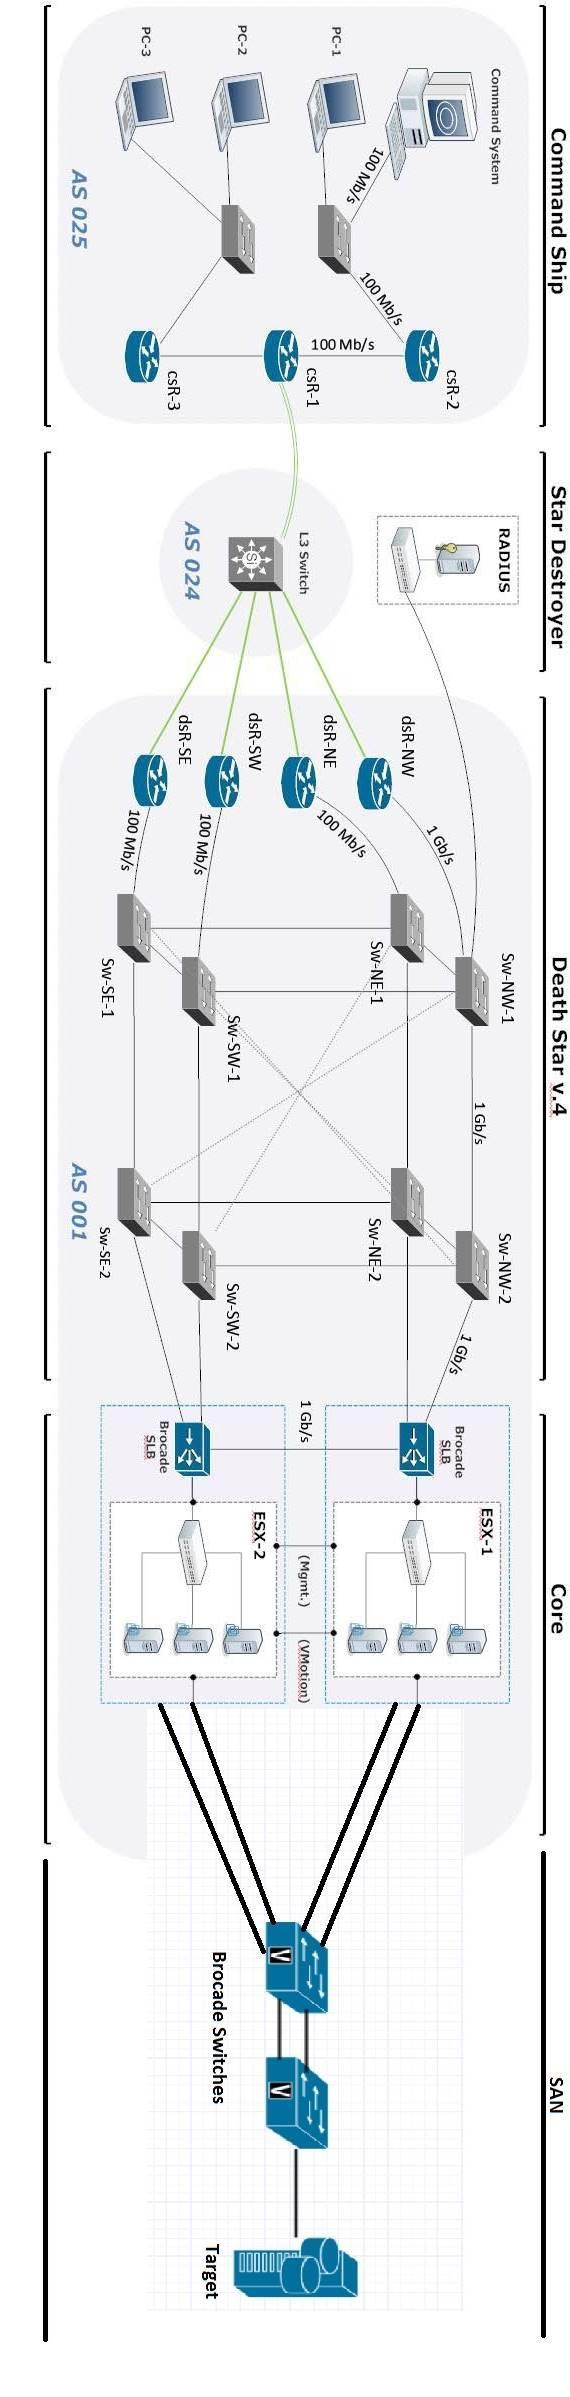 Command Ship
Command System
PC-1
PC-2
PC-3
100 Mb/s
100 Mb/s
100 Mb/s
csR-2
csR-1
csR-3
AS 025
Star Destroyer
RADIUS
L3 Switch
Si
AS 024
Death Star v.4
dsR-NW
dsR-NE
dsR-SW
dsR-SE
1 Gb/s
100 Mb/s
100 Mb/s
100 Mb/s
Sw-NW-1
Sw-NE-1
Sw-SW-1
Sw-SE-1
1 Gb/s
Sw-NW-2
Sw-NE-2
Sw-SW-2
Sw-SE-2
AS 001
1 Gb/s
Core
Brocade
SLB
1 Gb/s
Brocade
SLB
ESX-1
ESX-2
(Mgmt.)
(VMotion)
SAN
V
V
Brocade Switches
Target